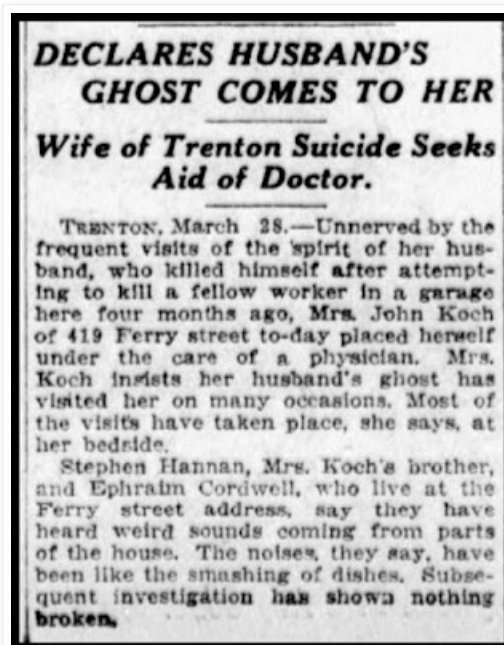 DECLARES HUSBAND'S
GHOST COMES TO HER
Wife of Trenton Suicide Seeks
Aid of Doctor.
TRENTON, March 28.—Unnerved by the
frequent visits of the spirit of her hus-
band, who killed himself after attempt-
ing to kill a fellow worker in a garage
here four months ago, Mrs. John Koch
of 419 Ferry street to-day placed herself
under the care of a physician. Mrs.
Koch insists her husband's ghost has
visited her on many occasions. Most of
the visits have taken place, she says, at
her bedside.
Stephen Hannan, Mrs. Koch's brother,
and Ephraim Cordwell, who live at the
Ferry street address, say they have
heard weird sounds coming from parts
of the house. The noises, they say, have
been like the smashing of dishes. Subse-
quent investigation has shown nothing
broken.